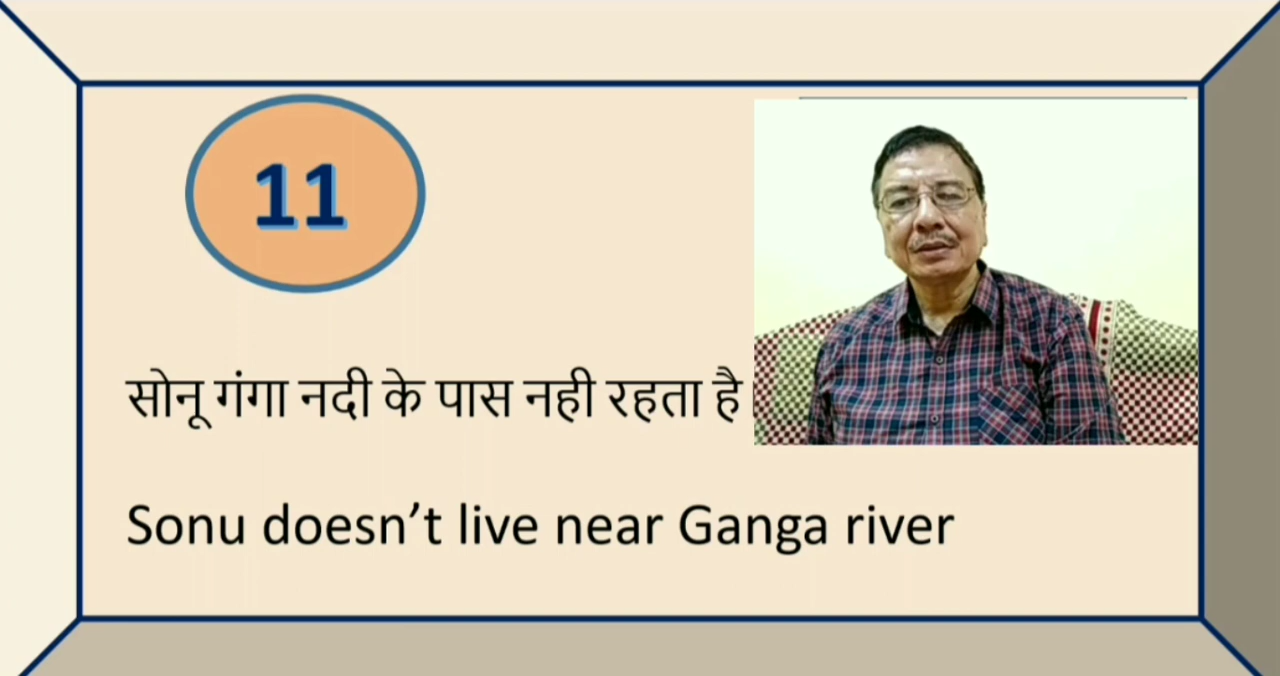 11
सोनू गंगा नदी के पास नही रहता है
Sonu doesn’t live near Ganga river